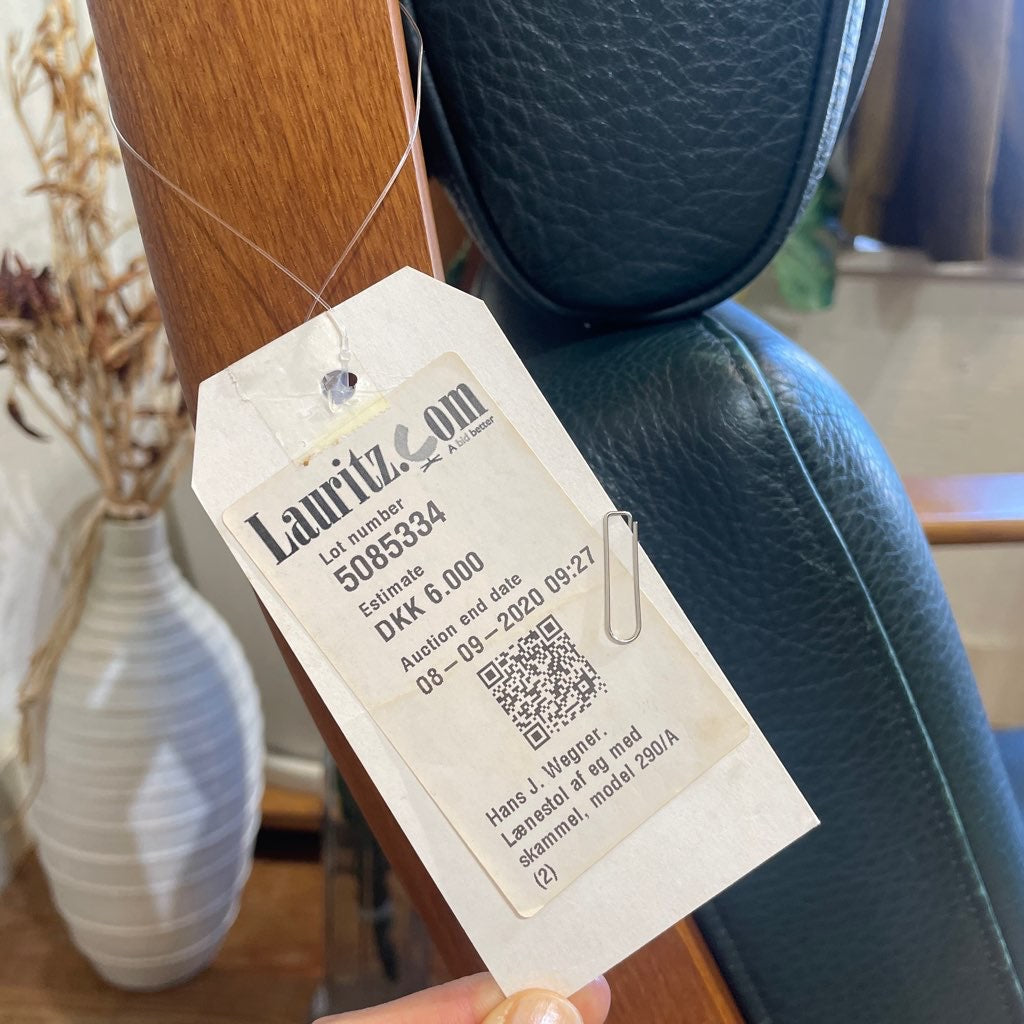 Lauritz.com
A bid better
Lot number
5085334
Estimate
DKK 6.000
Auction end date
08-09-2020 09:27
Hans J. Wegner.
Lænestol af eg med
skammel, model 290/A
(2)